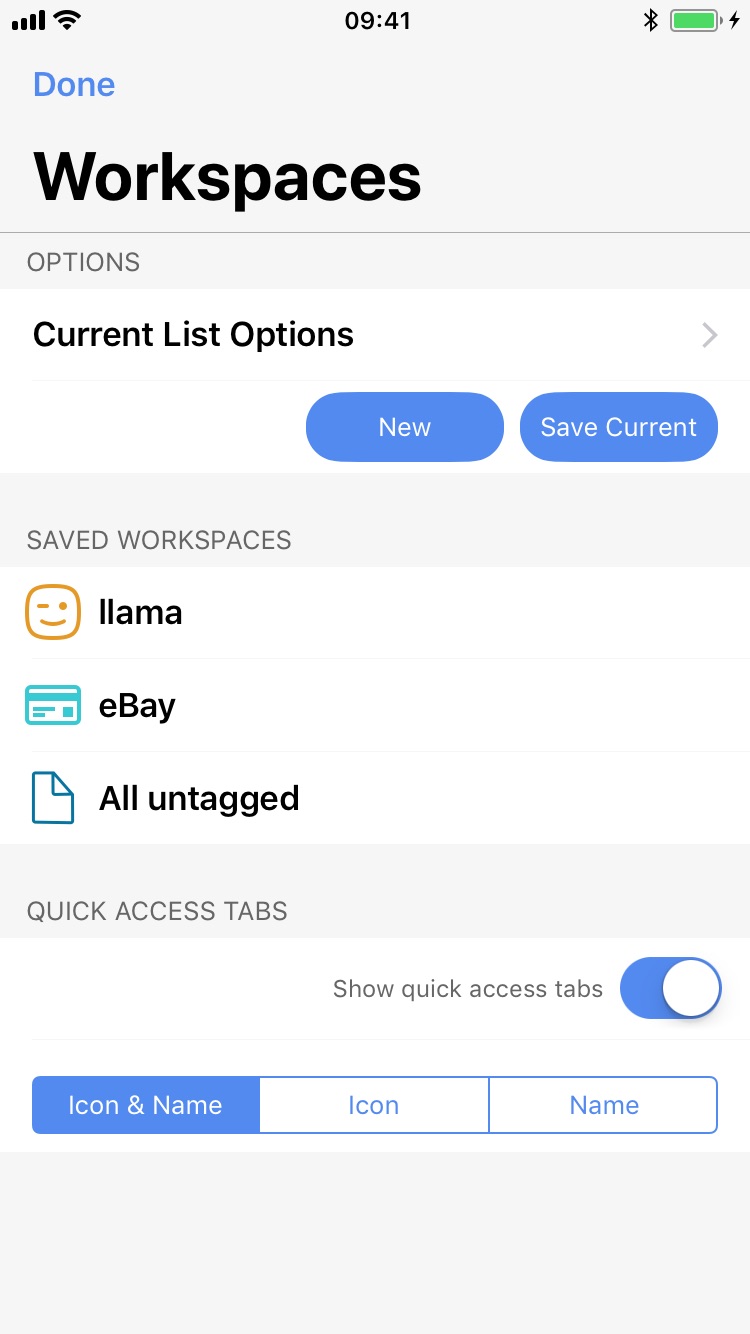 09:41
Done
Workspaces
OPTIONS
Current List Options
New Save Current
SAVED WORKSPACES
llama
eBay
All untagged
QUICK ACCESS TABS
Show quick access tabs
Icon & Name Icon Name